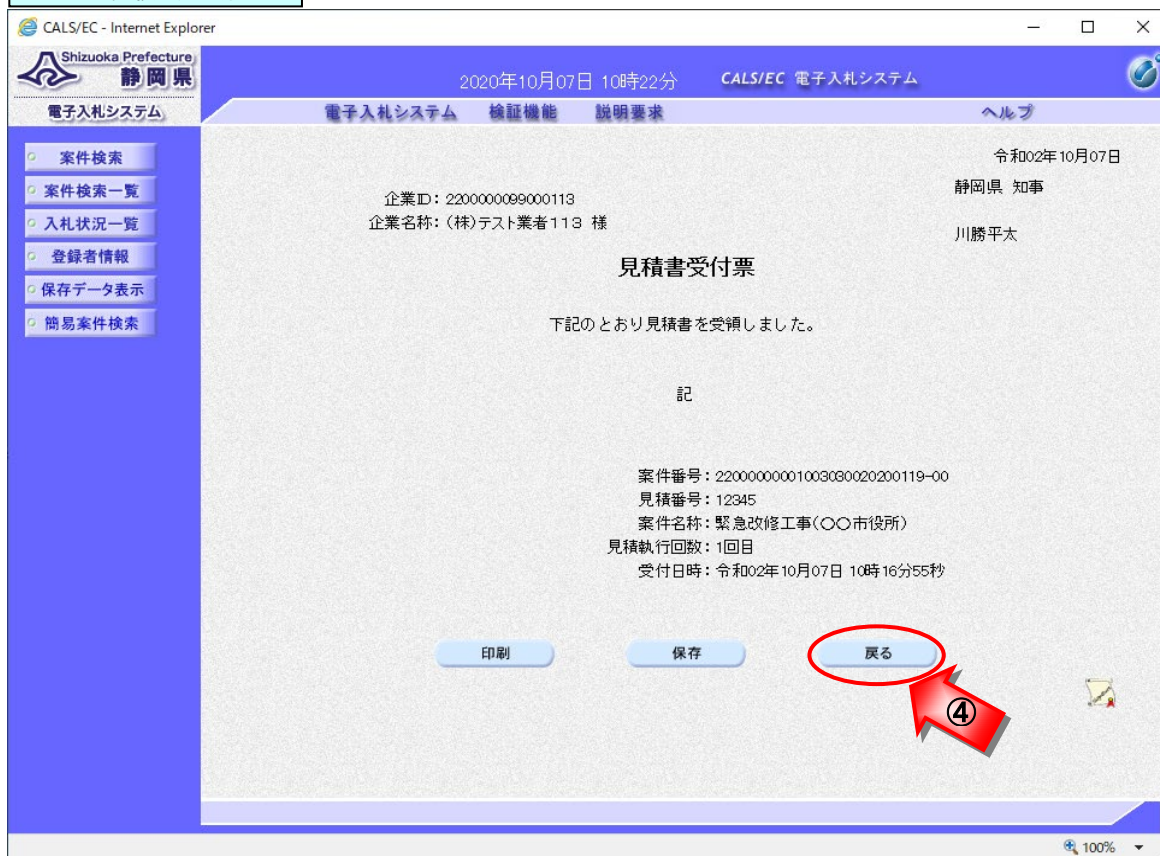 CALS/EC - Internet Explorer
Shizuoka Prefecture
静岡県
2020年10月07日 10時22分 CALS/EC 電子入札システム
電子入札システム
電子入札システム 検証機能 説明要求 ヘルプ
案件検索
案件検索一覧
入札状況一覧
登録者情報
保存データ表示
簡易案件検索
令和02年10月07日
静岡県 知事
企業ID：2200000099000113
企業名称：(株)テスト業者113 様
川勝平太
見積書受付票
下記のとおり見積書を受領しました。
記
案件番号：2200000000100303002020​0119-00
見積番号：12345
案件名称：緊急改修工事(〇〇市役所)
見積執行回数：1回目
受付日時：令和02年10月07日 10時16分55秒
印刷 保存 戻る
④
100%